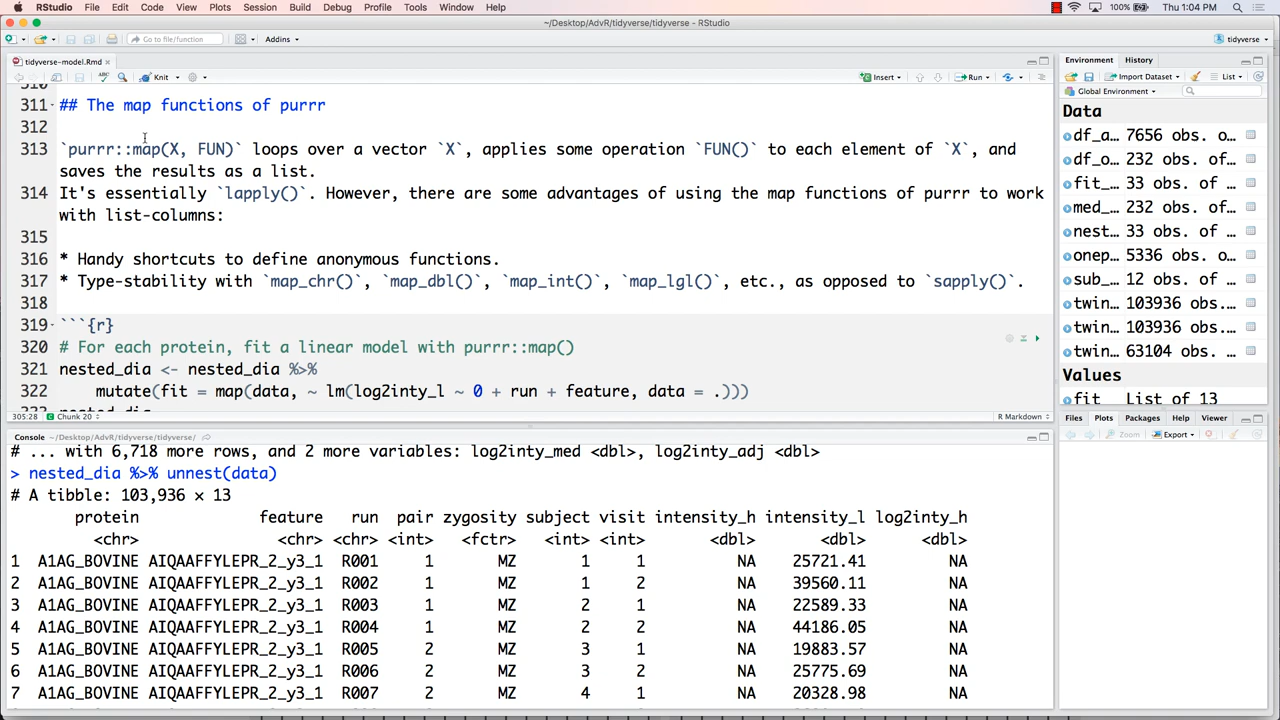 RStudio File Edit Code View Plots Session Build Debug Profile Tools Window Help 100% Thu 1:04 PM
~/Desktop/AdvR/tidyverse/tidyverse - RStudio
Go to file/function Addins tidyverse
tidyverse-model.Rmd
Knit Insert Run
310
311 ## The map functions of purrr
312
313 `purrr::map(X, FUN)` loops over a vector `X`, applies some operation `FUN()` to each element of `X`, and
saves the results as a list.
314 It's essentially `lapply()`. However, there are some advantages of using the map functions of purrr to work
with list-columns:
315
316 * Handy shortcuts to define anonymous functions.
317 * Type-stability with `map_chr()`, `map_dbl()`, `map_int()`, `map_lgl()`, etc., as opposed to `sapply()`.
318
319 ```{r}
320 # For each protein, fit a linear model with purrr::map()
321 nested_dia <- nested_dia %>%
322 mutate(fit = map(data, ~ lm(log2inty_l ~ 0 + run + feature, data = .)))
323 nested_dia
305:28 Chunk 20 R Markdown
Console ~/Desktop/AdvR/tidyverse/tidyverse/
# ... with 6,718 more rows, and 2 more variables: log2inty_med <dbl>, log2inty_adj <dbl>
> nested_dia %>% unnest(data)
# A tibble: 103,936 × 13
protein feature run pair zygosity subject visit intensity_h intensity_l log2inty_h
<chr> <chr> <chr> <int> <fctr> <int> <int> <dbl> <dbl> <dbl>
1 A1AG_BOVINE AIQAAFFYLEPR_2_y3_1 R001 1 MZ 1 1 NA 25721.41 NA
2 A1AG_BOVINE AIQAAFFYLEPR_2_y3_1 R002 1 MZ 1 2 NA 39560.11 NA
3 A1AG_BOVINE AIQAAFFYLEPR_2_y3_1 R003 1 MZ 2 1 NA 22589.33 NA
4 A1AG_BOVINE AIQAAFFYLEPR_2_y3_1 R004 1 MZ 2 2 NA 44186.05 NA
5 A1AG_BOVINE AIQAAFFYLEPR_2_y3_1 R005 2 MZ 3 1 NA 19883.57 NA
6 A1AG_BOVINE AIQAAFFYLEPR_2_y3_1 R006 2 MZ 3 2 NA 25775.69 NA
7 A1AG_BOVINE AIQAAFFYLEPR_2_y3_1 R007 2 MZ 4 1 NA 20328.98 NA
Environment History
Import Dataset List
Global Environment
Data
df_a… 7656 obs. o…
df_o… 232 obs. of…
fit_… 33 obs. of …
med_… 232 obs. of…
nest… 33 obs. of…
onep… 5336 obs. o…
sub_… 12 obs. of …
twin… 103936 obs.…
twin… 103936 obs.…
twin… 63104 obs. …
Values
fit List of 13
Files Plots Packages Help Viewer
Zoom Export